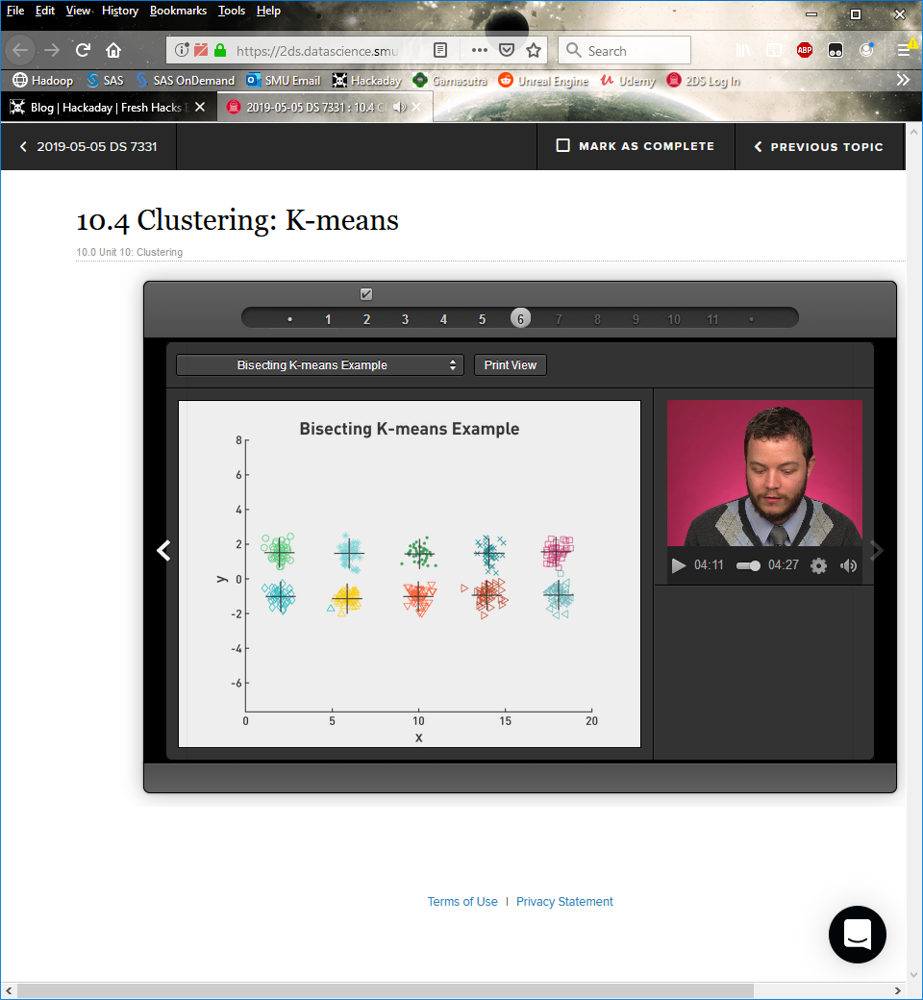 File Edit View History Bookmarks Tools Help
https://2ds.datascience.smu Search ABP
Hadoop SAS SAS OnDemand SMU Email Hackaday Gamasutra Unreal Engine Udemy 2DS Log In
Blog | Hackaday | Fresh Hacks 2019-05-05 DS 7331 : 10.4 Cl
2019-05-05 DS 7331 MARK AS COMPLETE PREVIOUS TOPIC
10.4 Clustering: K-means
10.0 Unit 10: Clustering
• 1 2 3 4 5 6 7 8 9 10 11 •
Bisecting K-means Example Print View
Bisecting K-means Example
8
6
4
2
0
y
-2
-4
-6
0 5 10 15 20
x
04:11 04:27
Terms of Use | Privacy Statement